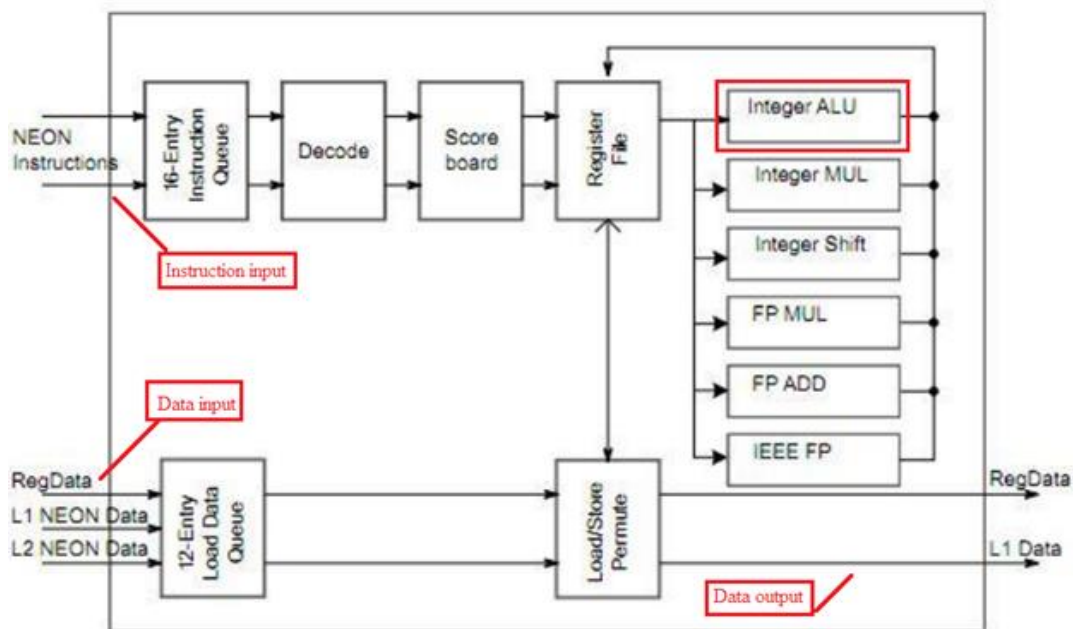 NEON
Instructions
16-Entry
Instruction
Queue
Decode
Score
board
Register
File
Integer ALU
Integer MUL
Integer Shift
FP MUL
FP ADD
IEEE FP
Instruction input
Data input
RegData
L1 NEON Data
L2 NEON Data
12-Entry
Load Data
Queue
Load/Store
Permute
RegData
L1 Data
Data output